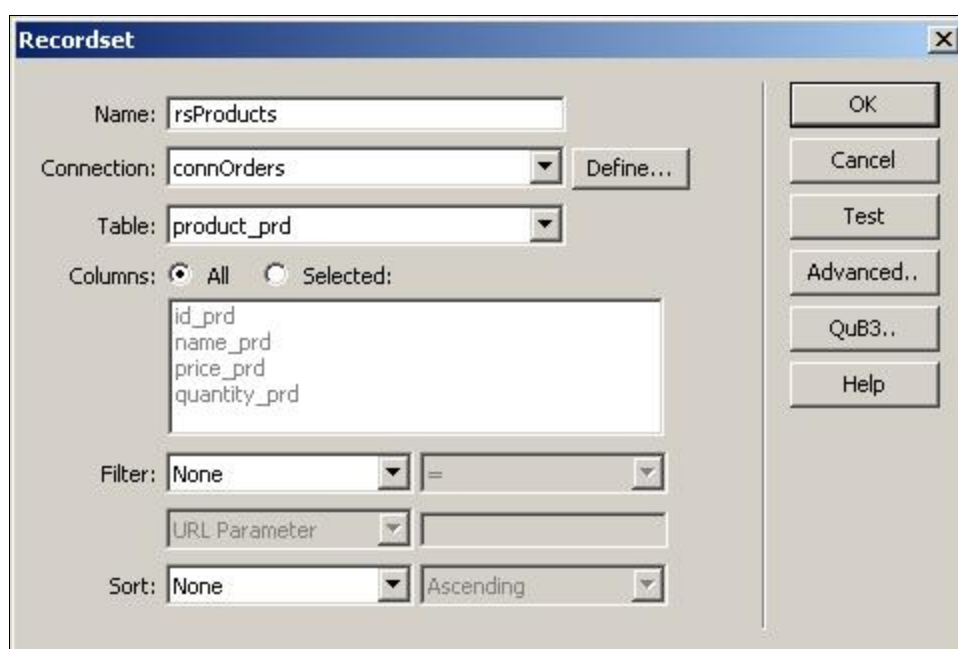 Recordset
Name: rsProducts
Connection: connOrders Define...
Table: product_prd
Columns: All Selected:
id_prd
name_prd
price_prd
quantity_prd
Filter: None =
URL Parameter
Sort: None Ascending
OK
Cancel
Test
Advanced..
QuB3..
Help